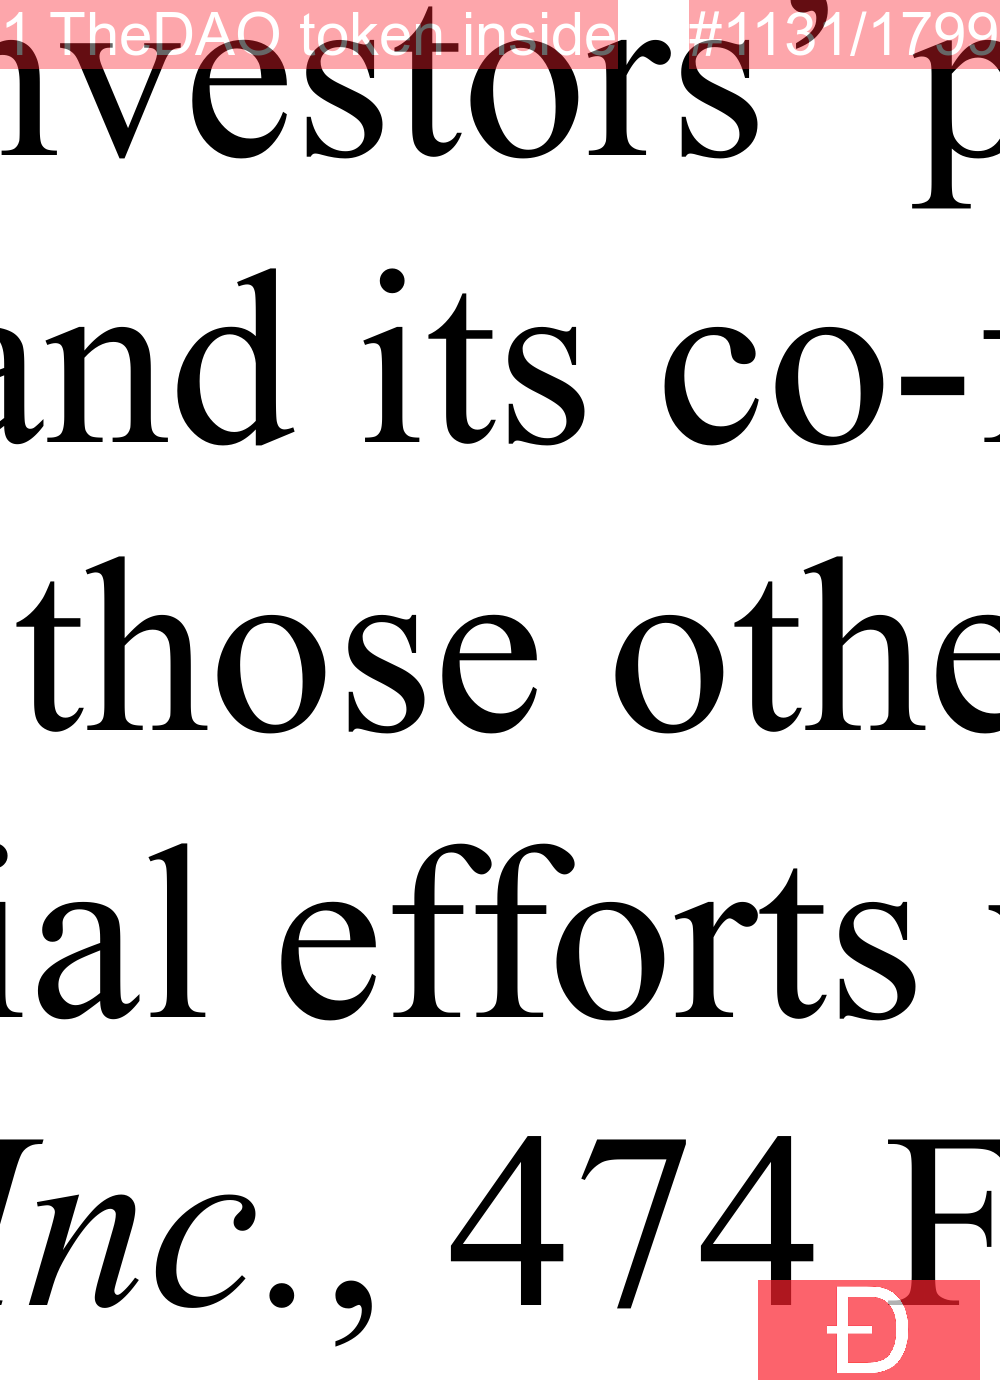 1 TheDAO token inside #1131/1799
nvestors’ p
and its co-
those othe
ial efforts
Inc., 474 F
Đ